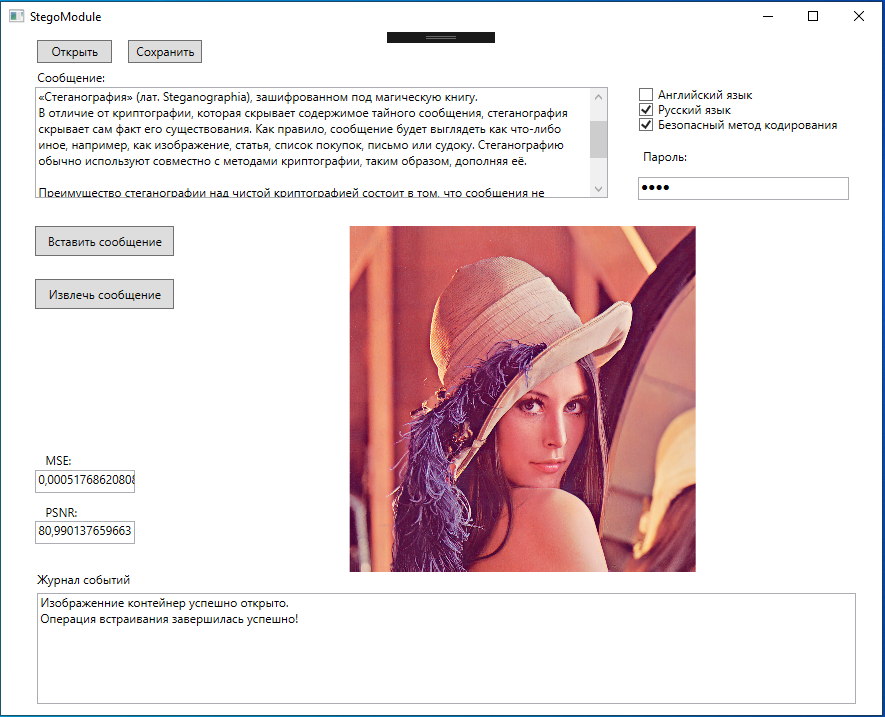 StegoModule
Открыть
Сохранить
Сообщение:
«Стеганография» (лат. Steganographia), зашифрованном под магическую книгу.
В отличие от криптографии, которая скрывает содержимое тайного сообщения, стеганография
скрывает сам факт его существования. Как правило, сообщение будет выглядеть как что-либо
иное, например, как изображение, статья, список покупок, письмо или судоку. Стеганографию
обычно используют совместно с методами криптографии, таким образом, дополняя её.
Преимущество стеганографии над чистой криптографией состоит в том, что сообщения не
Английский язык
Русский язык
Безопасный метод кодирования
Пароль:
Вставить сообщение
Извлечь сообщение
MSE:
0,00051768620808
PSNR:
80,990137659663
Журнал событий
Изображенние контейнер успешно открыто.
Операция встраивания завершилась успешно!